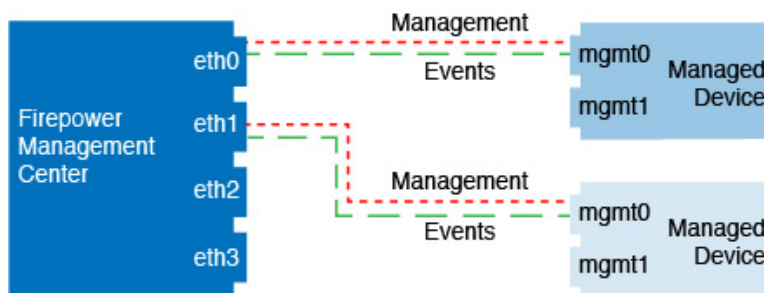 Management
eth0
Events
mgmt0
Managed
Device
mgmt1
Firepower
Management
Center
eth1
eth2
eth3
Management
Events
mgmt0
Managed
Device
mgmt1